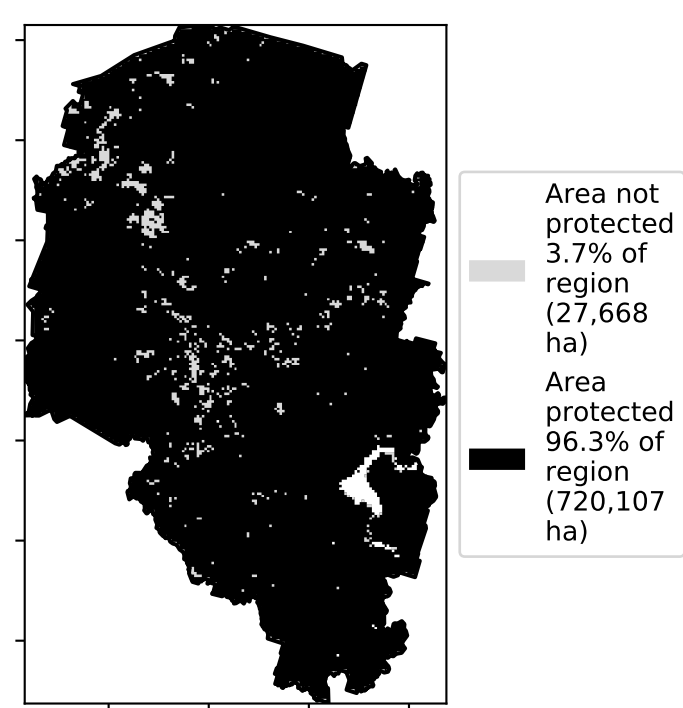 Area not
protected
3.7% of
region
(27,668
ha)
Area
protected
96.3% of
region
(720,107
ha)